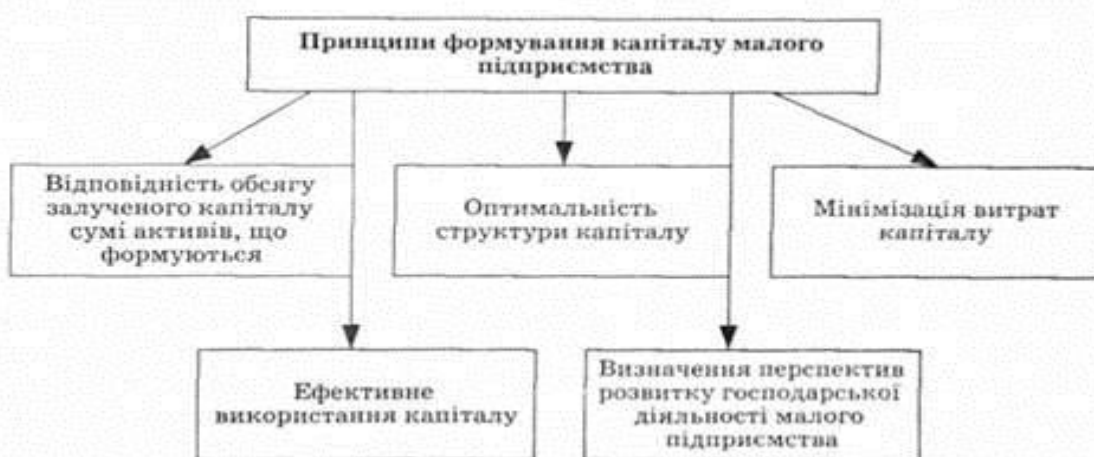 Принципи формування капіталу малого
підприємства
Відповідність обсягу
залученого капіталу
сумі активів, що
формуються
Оптимальність
структури капіталу
Мінімізація витрат
капіталу
Ефективне
використання капіталу
Визначення перспектив
розвитку господарської
діяльності малого
підприємства